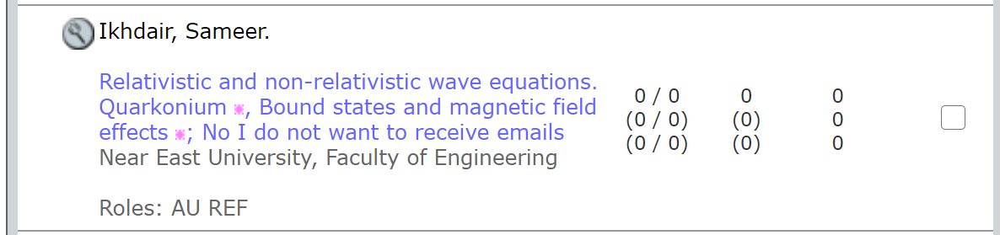 Ikhdair, Sameer.
Relativistic and non-relativistic wave equations.
Quarkonium ※, Bound states and magnetic field
effects ※; No I do not want to receive emails
Near East University, Faculty of Engineering
Roles: AU REF
0 / 0 0 0
(0 / 0) (0) 0
(0 / 0) (0) 0